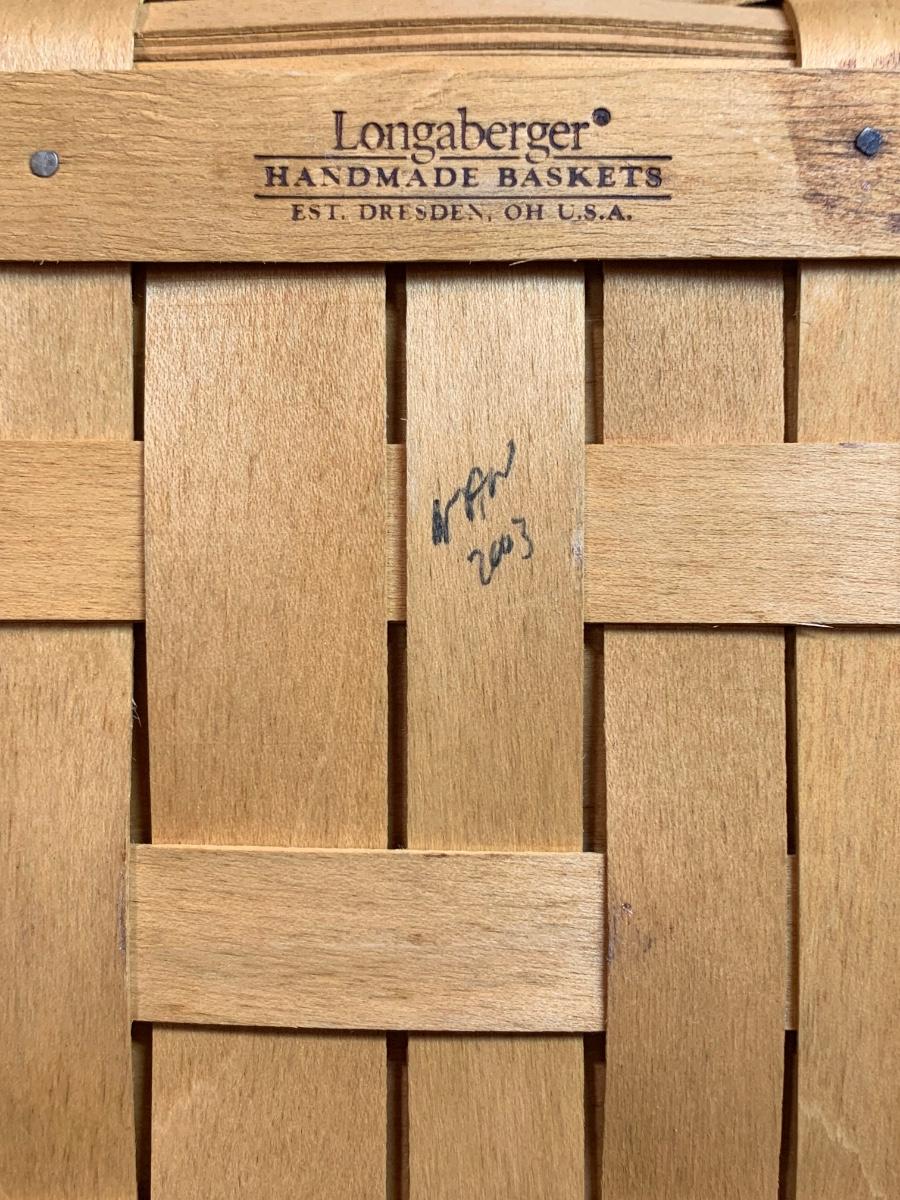 Longaberger®
HANDMADE BASKETS
EST. DRESDEN, OH U.S.A.
2003